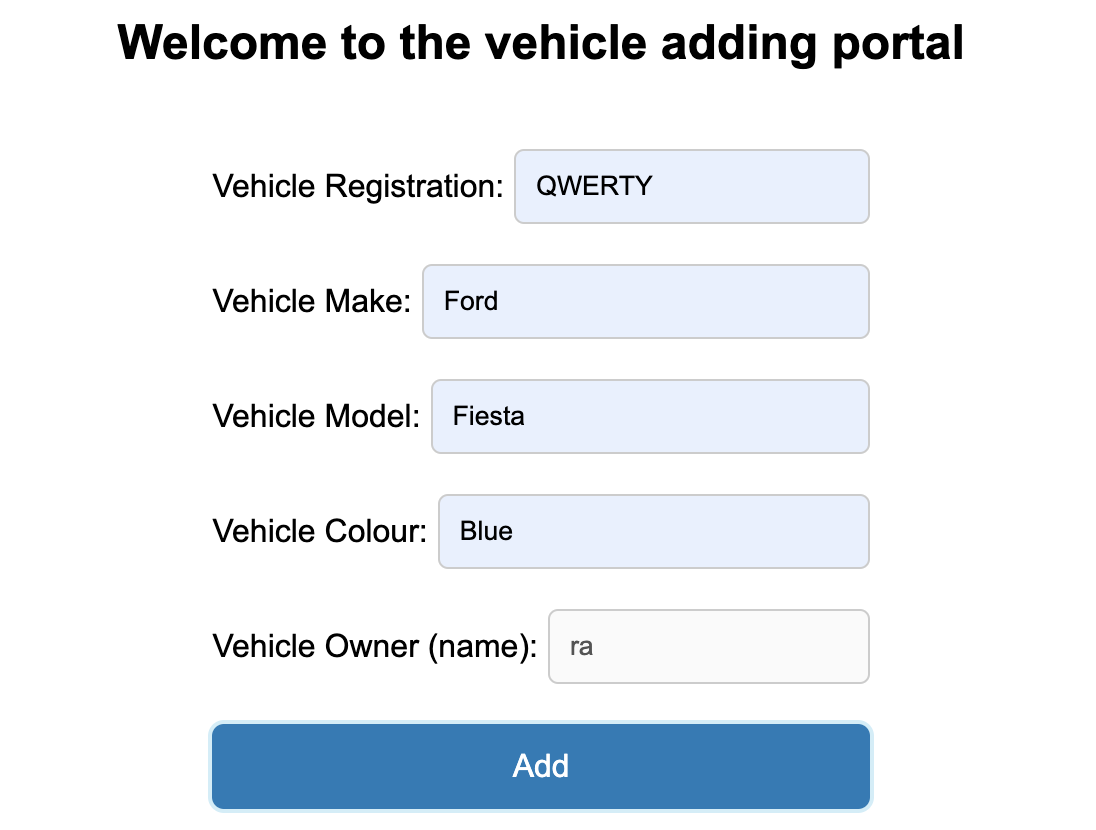 Welcome to the vehicle adding portal
Vehicle Registration: QWERTY
Vehicle Make: Ford
Vehicle Model: Fiesta
Vehicle Colour: Blue
Vehicle Owner (name): ra
Add